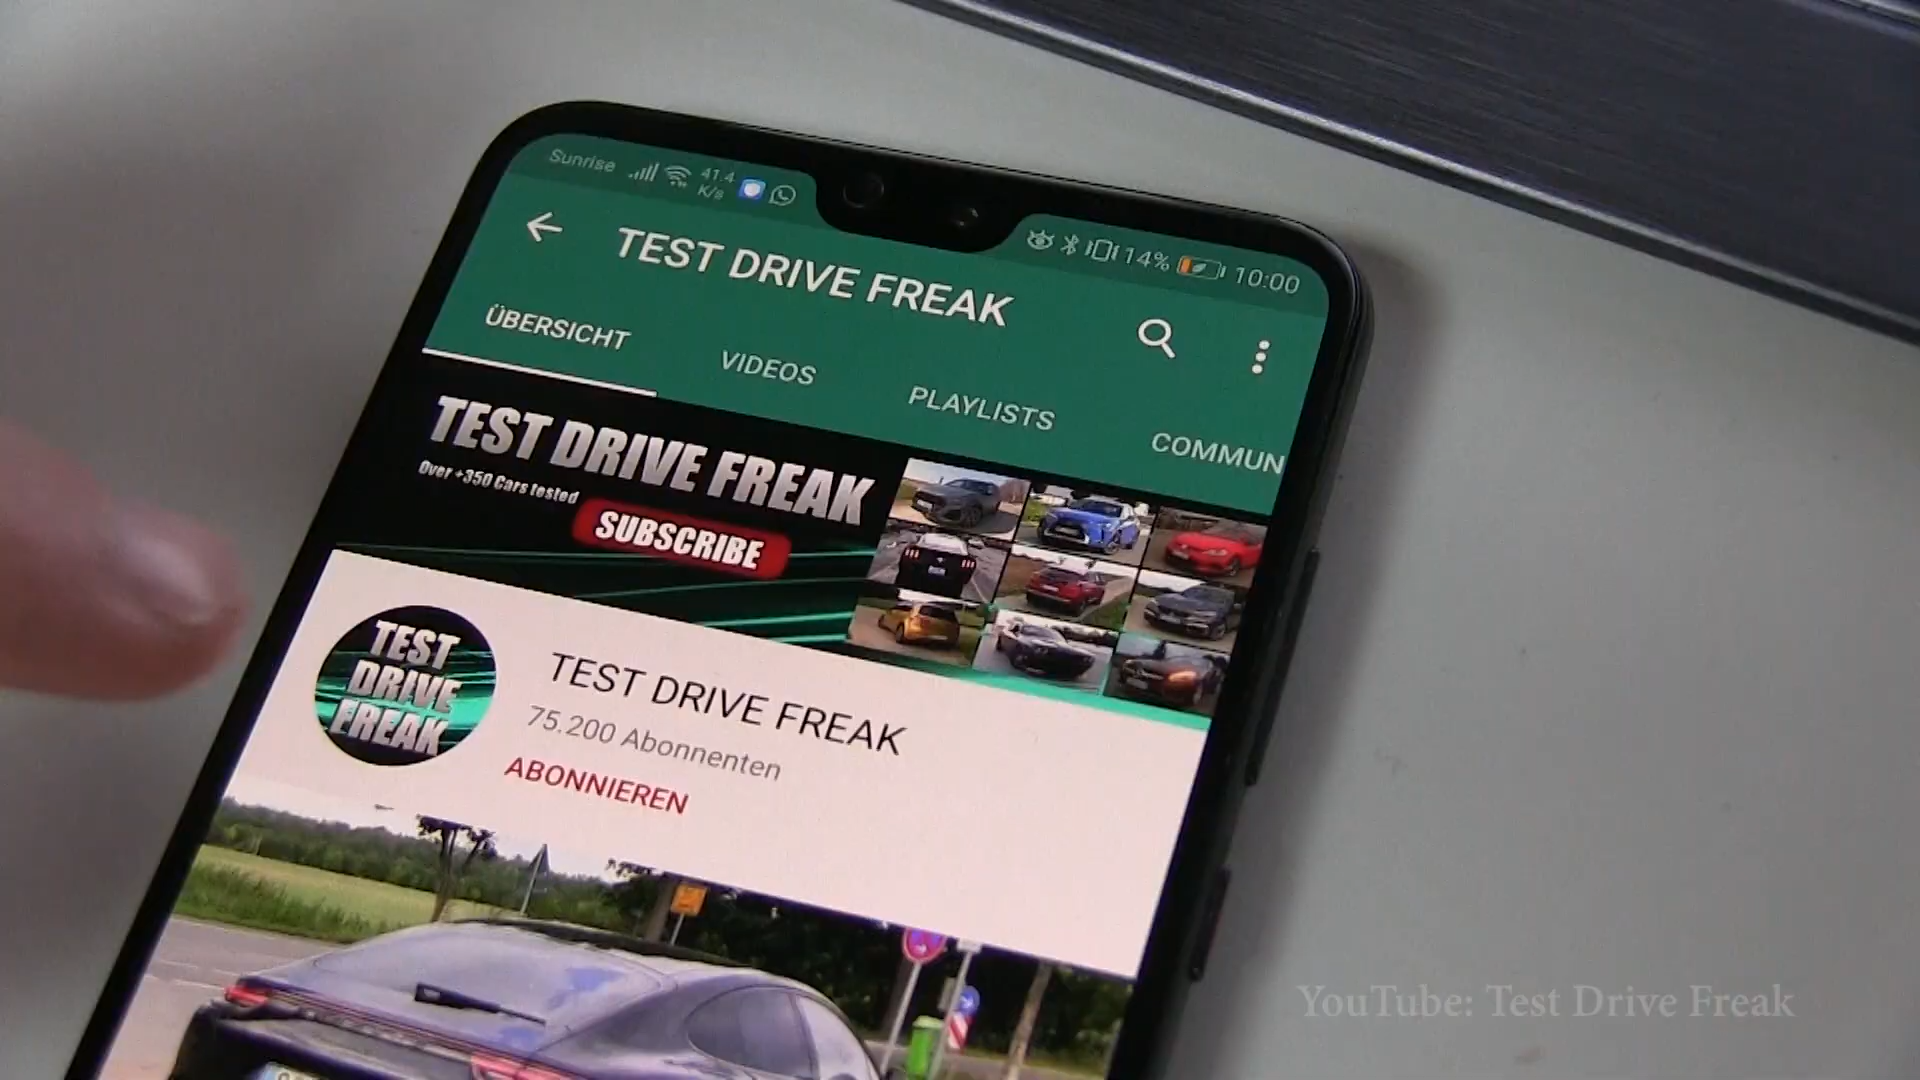 Sunrise 41.4 K/s 14% 10:00
TEST DRIVE FREAK
ÜBERSICHT VIDEOS PLAYLISTS COMMUN
TEST DRIVE FREAK
Over +350 Cars tested
SUBSCRIBE
TEST
DRIVE
FREAK
TEST DRIVE FREAK
75.200 Abonnenten
ABONNIEREN
YouTube: Test Drive Freak